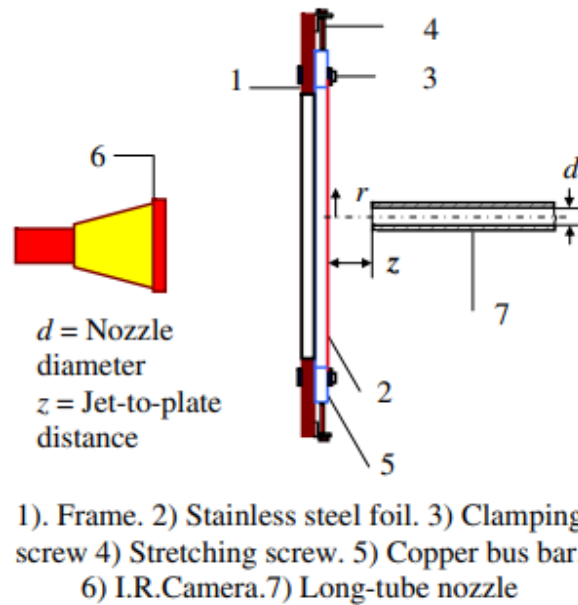 4
1
3
6
r
d
z
7
d = Nozzle
diameter
z = Jet-to-plate
distance
2
5
1). Frame. 2) Stainless steel foil. 3) Clamping
screw 4) Stretching screw. 5) Copper bus bar.
6) I.R.Camera.7) Long-tube nozzle